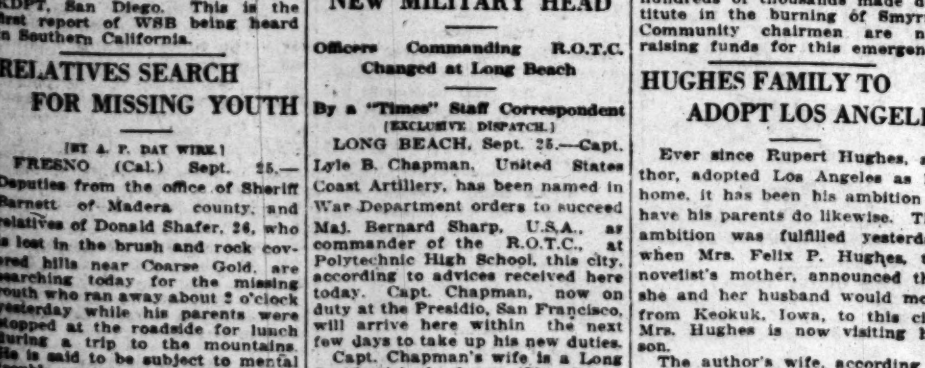 KDPT, San Diego. This is the
first report of WSB being heard
in Southern California.
RELATIVES SEARCH
FOR MISSING YOUTH
[BY A. P. DAY WIRE]
FRESNO (Cal.) Sept. 25.—
Deputies from the office of Sheriff
Barnett of Madera county, and
relatives of Donald Shafer, 26, who
is lost in the brush and rock cov-
ered hills near Coarse Gold, are
searching today for the missing
youth who ran away about 2 o'clock
yesterday while his parents were
stopped at the roadside for lunch
during a trip to the mountains.
He is said to be subject to mental
NEW MILITARY HEAD
Officers Commanding R.O.T.C.
Changed at Long Beach
By a "Times" Staff Correspondent
[EXCLUSIVE DISPATCH.]
LONG BEACH, Sept. 25.—Capt.
Lyle B. Chapman, United States
Coast Artillery, has been named in
War Department orders to succeed
Maj. Bernard Sharp, U.S.A., as
commander of the R.O.T.C., at
Polytechnic High School, this city,
according to advices received here
today. Capt. Chapman, now on
duty at the Presidio, San Francisco,
will arrive here within the next
few days to take up his new duties.
Capt. Chapman's wife is a Long
hundreds of thousands made
titute in the burning of Smyr
Community chairmen are n
raising funds for this emergen
HUGHES FAMILY TO
ADOPT LOS ANGEL
Ever since Rupert Hughes, a
thor, adopted Los Angeles as
home, it has been his ambition
have his parents do likewise. T
ambition was fulfilled yesterd
when Mrs. Felix P. Hughes,
novelist's mother, announced th
she and her husband would mo
from Keokuk, Iowa, to this ci
Mrs. Hughes is now visiting h
son.
The author's wife, according